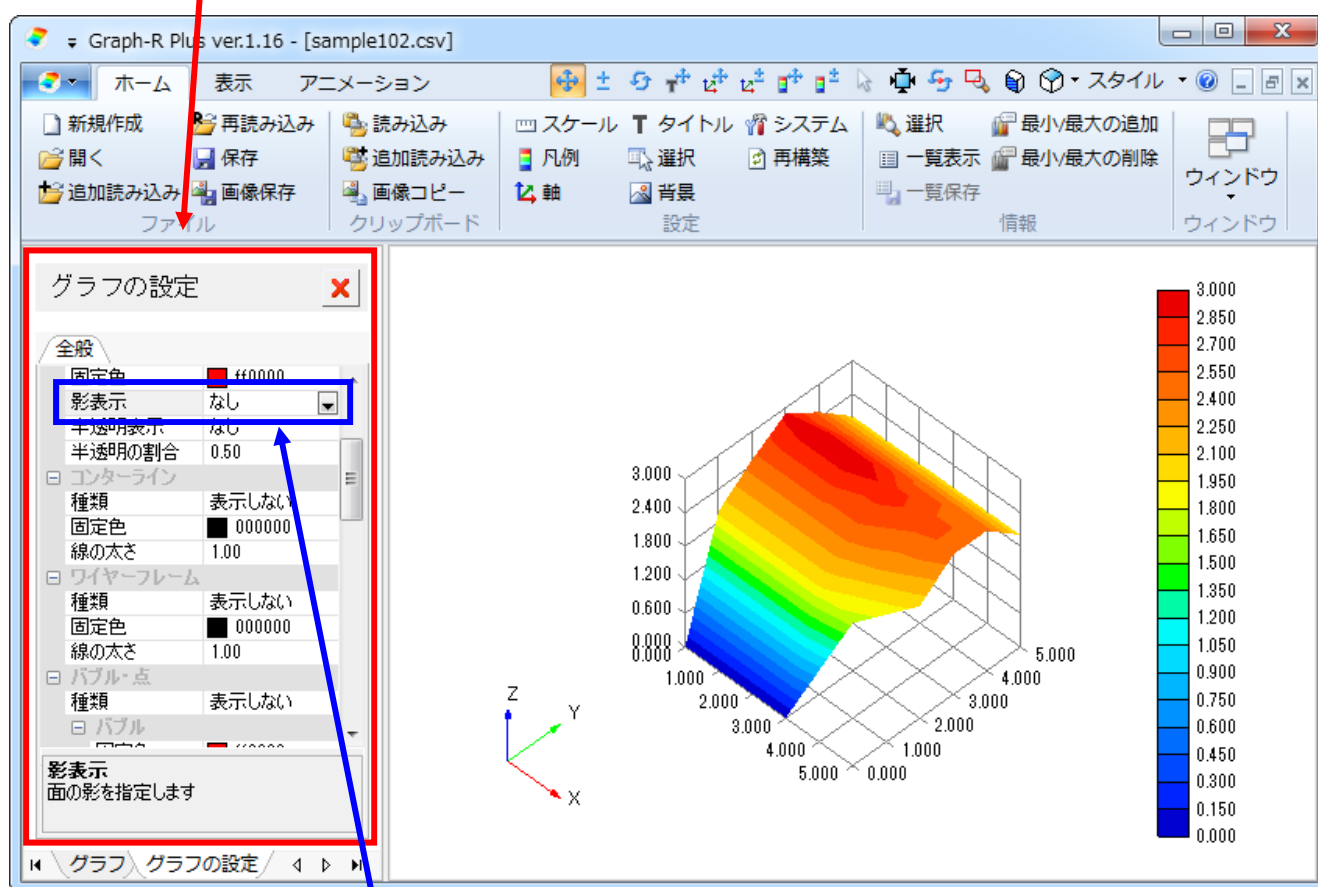 Graph-R Plus ver.1.16 - [sample102.csv]
ホーム 表示 アニメーション スタイル
新規作成 再読み込み 読み込み スケール タイトル システム 選択 最小/最大の追加
開く 保存 追加読み込み 凡例 選択 再構築 一覧表示 最小/最大の削除
追加読み込み 画像保存 画像コピー 軸 背景 一覧保存 ウィンドウ
ファイル クリップボード 設定 情報 ウィンドウ
グラフの設定
全般
固定色 ff0000
影表示 なし
半透明表示 なし
半透明の割合 0.50
コンターライン
種類 表示しない
固定色 000000
線の太さ 1.00
ワイヤーフレーム
種類 表示しない
固定色 000000
線の太さ 1.00
バブル・点
種類 表示しない
バブル
影表示
面の影を指定します
グラフ グラフの設定
3.000
2.400
1.800
1.200
0.600
0.000
0.000
1.000
2.000
3.000
4.000
5.000
0.000
1.000
2.000
3.000
4.000
5.000
Z
Y
X
3.000
2.850
2.700
2.550
2.400
2.250
2.100
1.950
1.800
1.650
1.500
1.350
1.200
1.050
0.900
0.750
0.600
0.450
0.300
0.150
0.000